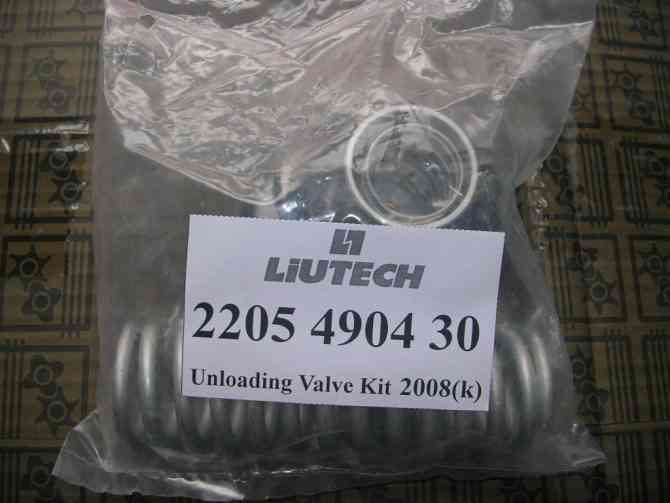 LiUTECH
2205 4904 30
Unloading Valve Kit 2008(k)